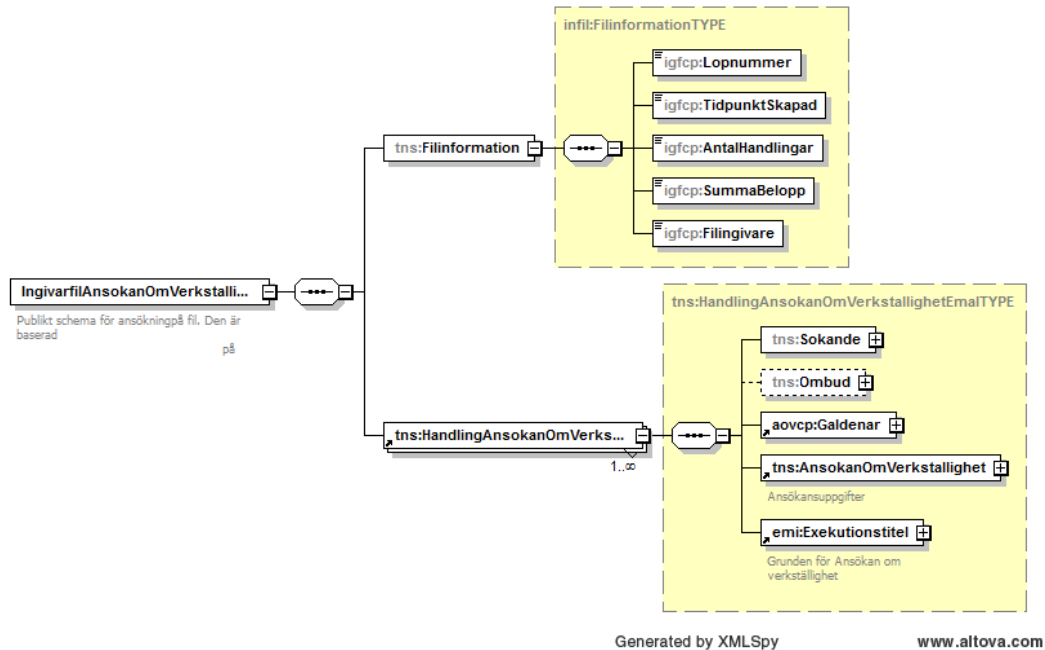 infil:FilinformationTYPE
igfcp:Lopnummer
igfcp:TidpunktSkapad
tns:Filinformation
igfcp:AntalHandlingar
igfcp:SummaBelopp
igfcp:Filingivare
IngivarfilAnsokanOmVerkstalli...
Publikt schema för ansökningpå fil. Den är
baserad
på
tns:HandlingAnsokanOmVerkstallighetEmalTYPE
tns:Sokande
tns:Ombud
aovcp:Galdenar
tns:HandlingAnsokanOmVerks...
1..∞
tns:AnsokanOmVerkstallighet
Ansökansuppgifter
emi:Exekutionstitel
Grunden för Ansökan om
verkställighet
Generated by XMLSpy
www.altova.com